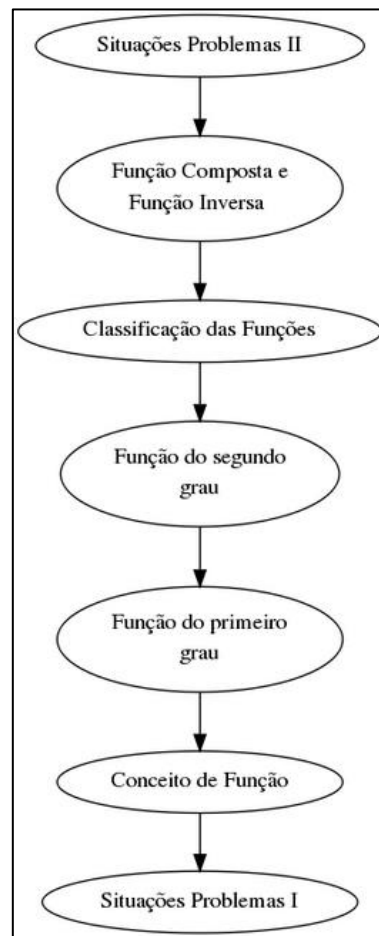 Situações Problemas II
Função Composta e
Função Inversa
Classificação das Funções
Função do segundo
grau
Função do primeiro
grau
Conceito de Função
Situações Problemas I